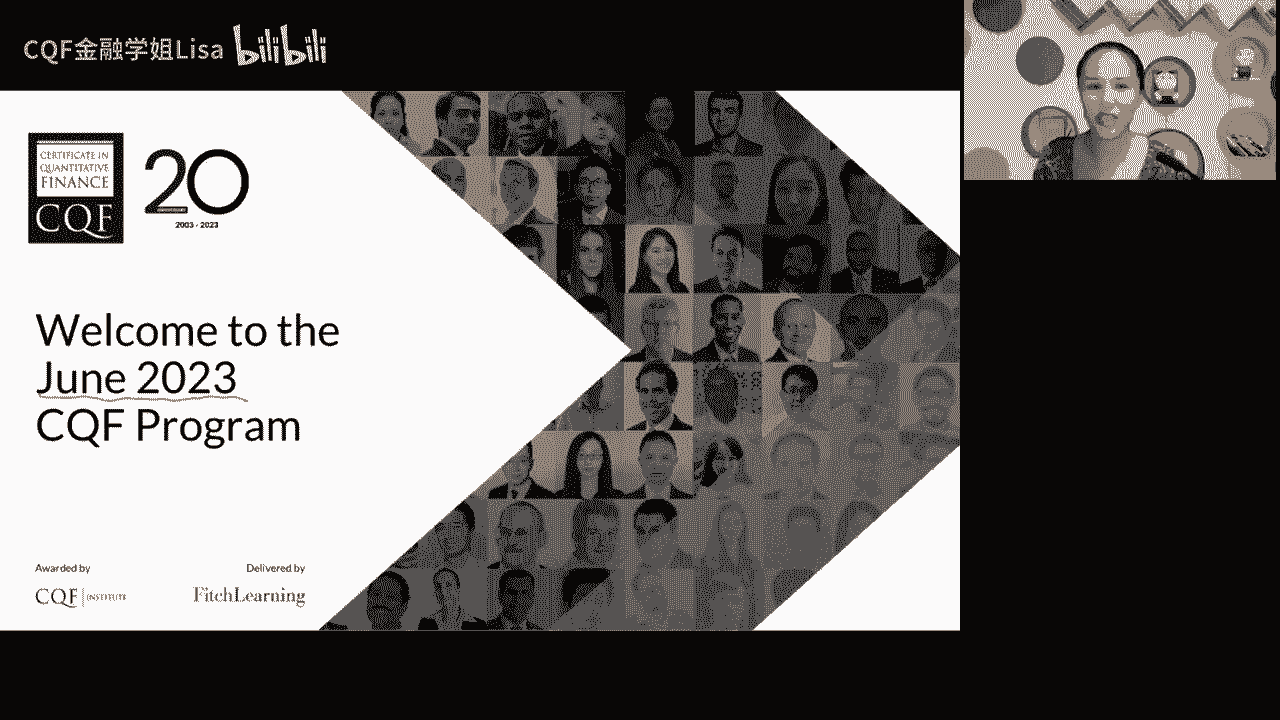 CQF金融学姐Lisa bilibili
CERTIFICATE IN
QUANTITATIVE
FINANCE
CQF
20
2003 - 2023
Welcome to the
June 2023
CQF Program
Awarded by
CQF INSTITUTE
Delivered by
FitchLearning